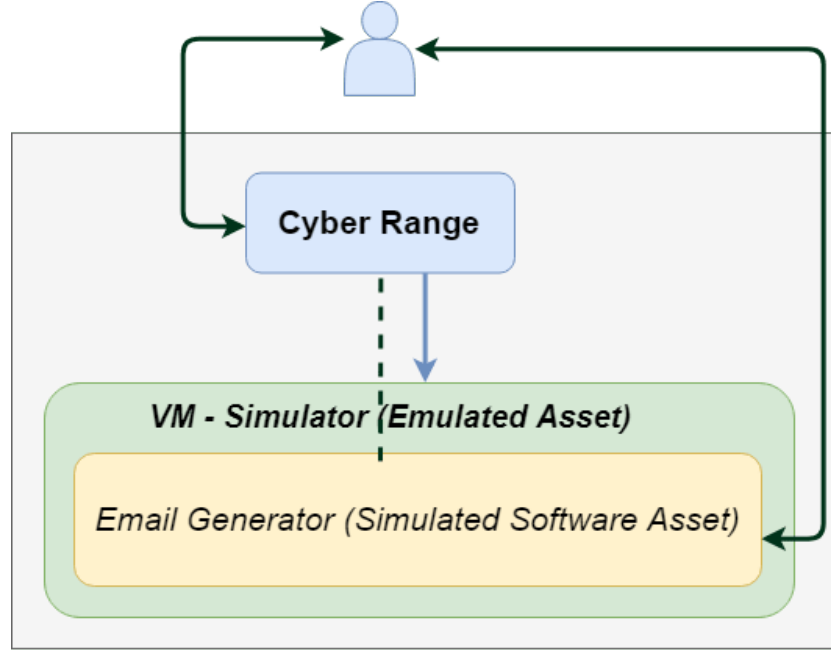 Cyber Range
VM - Simulator (Emulated Asset)
Email Generator (Simulated Software Asset)